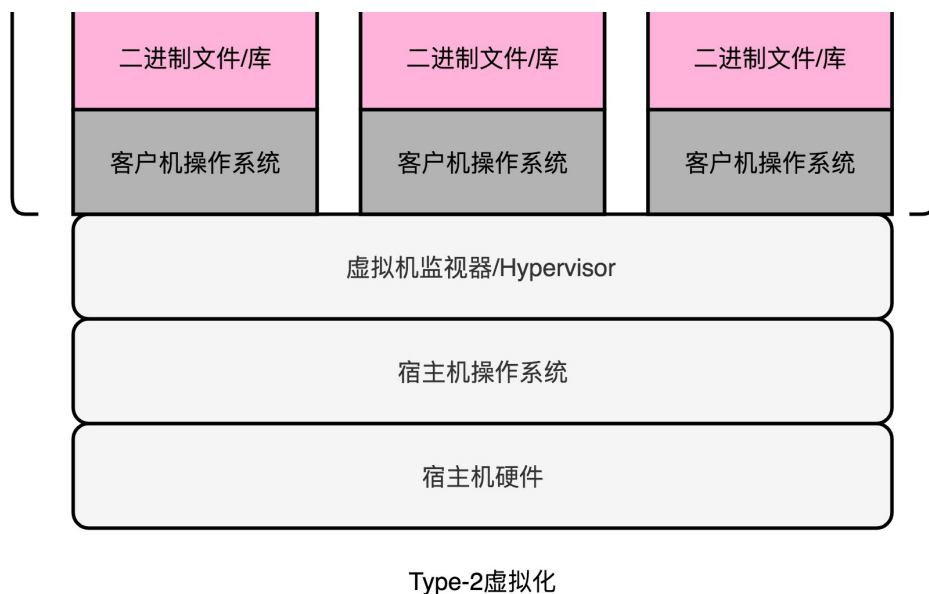 二进制文件/库 二进制文件/库 二进制文件/库
客户机操作系统 客户机操作系统 客户机操作系统
虚拟机监视器/Hypervisor
宿主机操作系统
宿主机硬件
Type-2虚拟化